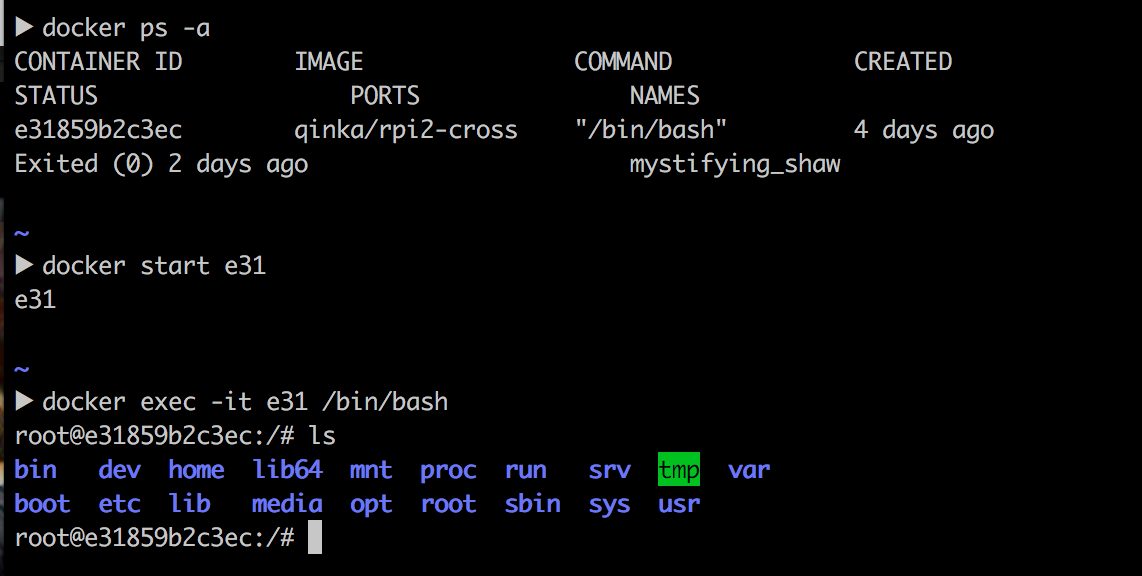 ▶ docker ps -a
CONTAINER ID        IMAGE               COMMAND             CREATED
STATUS                  PORTS               NAMES
e31859b2c3ec        qinka/rpi2-cross    "/bin/bash"         4 days ago
Exited (0) 2 days ago                       mystifying_shaw
~
▶ docker start e31
e31
~
▶ docker exec -it e31 /bin/bash
root@e31859b2c3ec:/# ls
bin   dev  home  lib64  mnt  proc  run   srv  tmp  var
boot  etc  lib   media  opt  root  sbin  sys  usr
root@e31859b2c3ec:/#